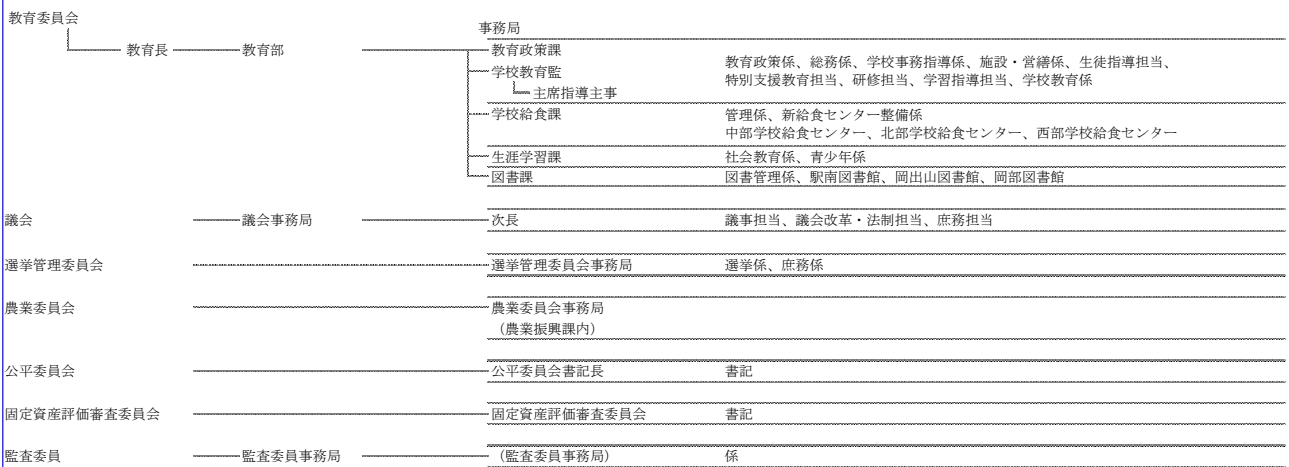 教育委員会
事務局
教育長 教育部 教育政策課
教育政策係、総務係、学校事務指導係、施設・営繕係、生徒指導担当、
学校教育監
特別支援教育担当、研修担当、学習指導担当、学校教育係
主席指導主事
学校給食課 管理係、新給食センター整備係
中部学校給食センター、北部学校給食センター、西部学校給食センター
生涯学習課 社会教育係、青少年係
図書課 図書管理係、駅南図書館、岡出山図書館、岡部図書館
議会 議会事務局 次長 議事担当、議会改革・法制担当、庶務担当
選挙管理委員会 選挙管理委員会事務局 選挙係、庶務係
農業委員会 農業委員会事務局
（農業振興課内）
公平委員会 公平委員会書記長 書記
固定資産評価審査委員会 固定資産評価審査委員会 書記
監査委員 監査委員事務局 （監査委員事務局） 係